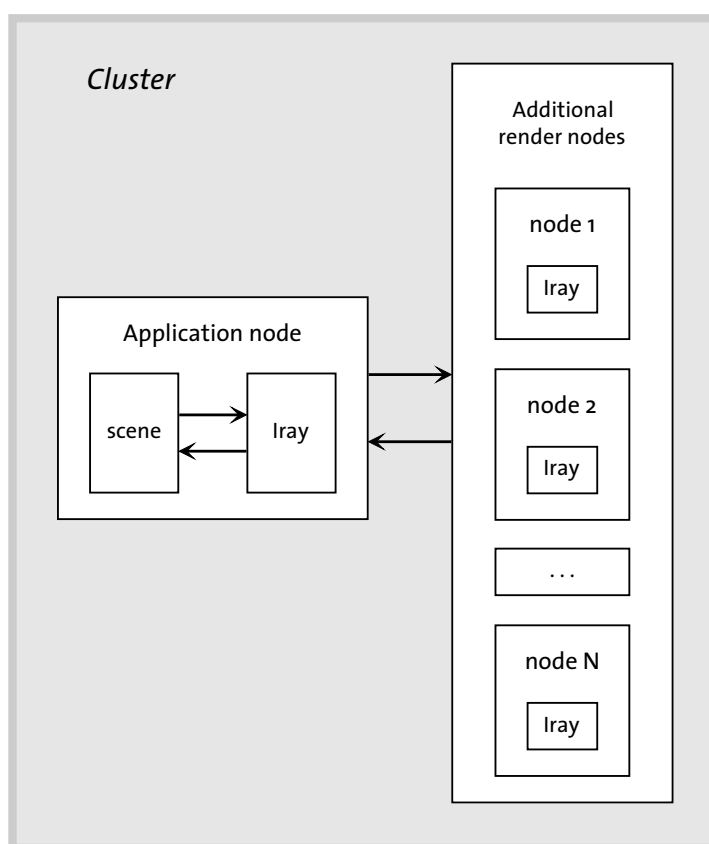 Cluster
Additional
render nodes
node 1
Iray
Application node
scene
Iray
node 2
Iray
...
node N
Iray